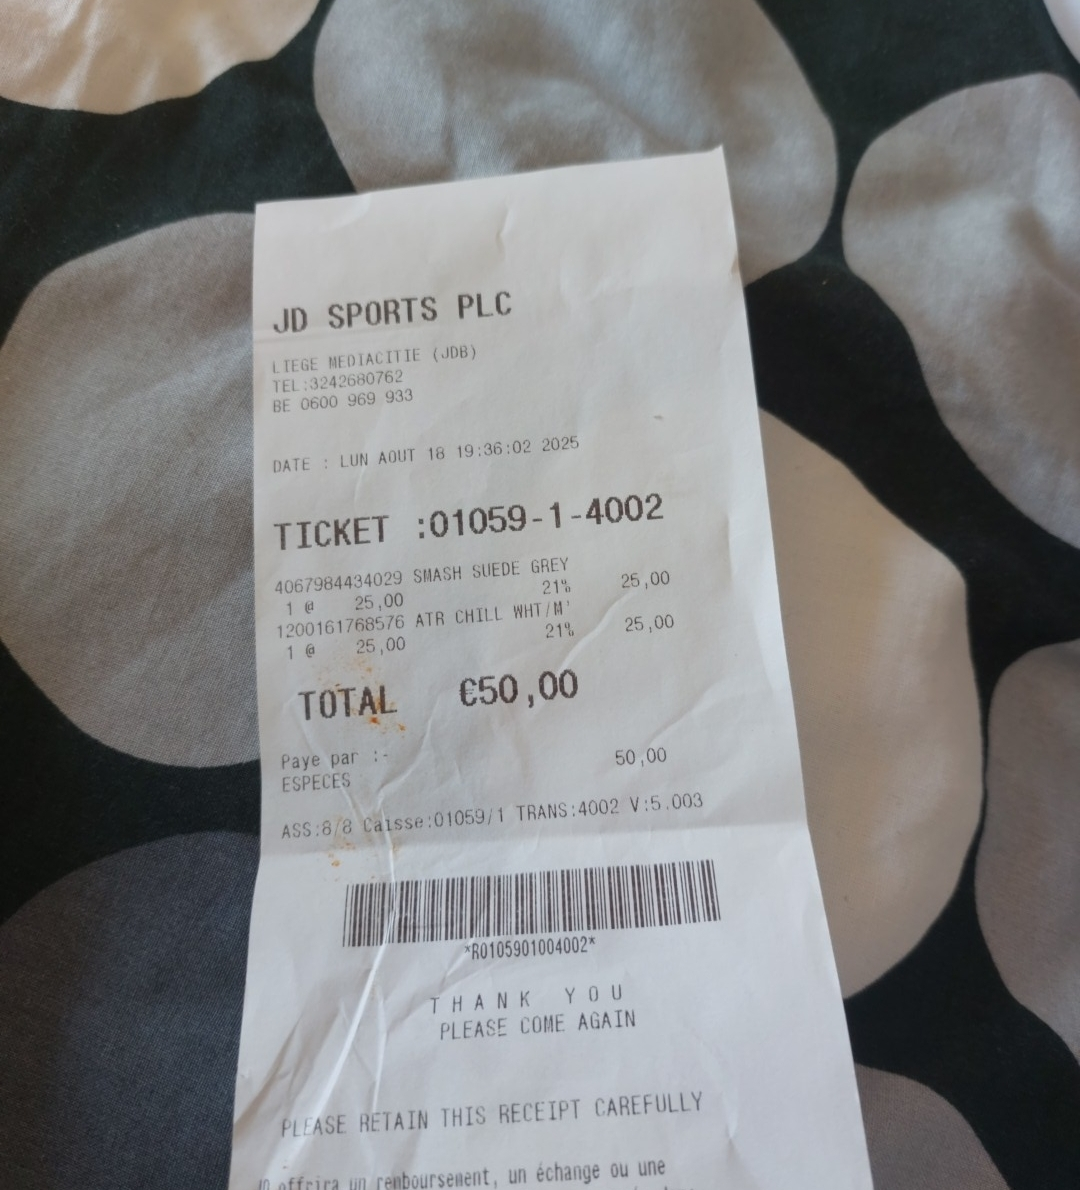 JD SPORTS PLC
LIEGE MEDIACITIE (JDB)
TEL:3242680762
BE 0600 969 933
DATE : LUN AOUT 18 19:36:02 2025
TICKET :01059-1-4002
4067984434029 SMASH SUEDE GREY
1 @ 25,00 21% 25,00
1200161768576 ATR CHILL WHT/M'
1 @ 25,00 21% 25,00
TOTAL €50,00
Paye par :- 50,00
ESPECES
ASS:8/8 Caisse:01059/1 TRANS:4002 V:5.003
*R0105901004002*
THANK YOU
PLEASE COME AGAIN
PLEASE RETAIN THIS RECEIPT CAREFULLY
offrira un renboursement, un échange ou une